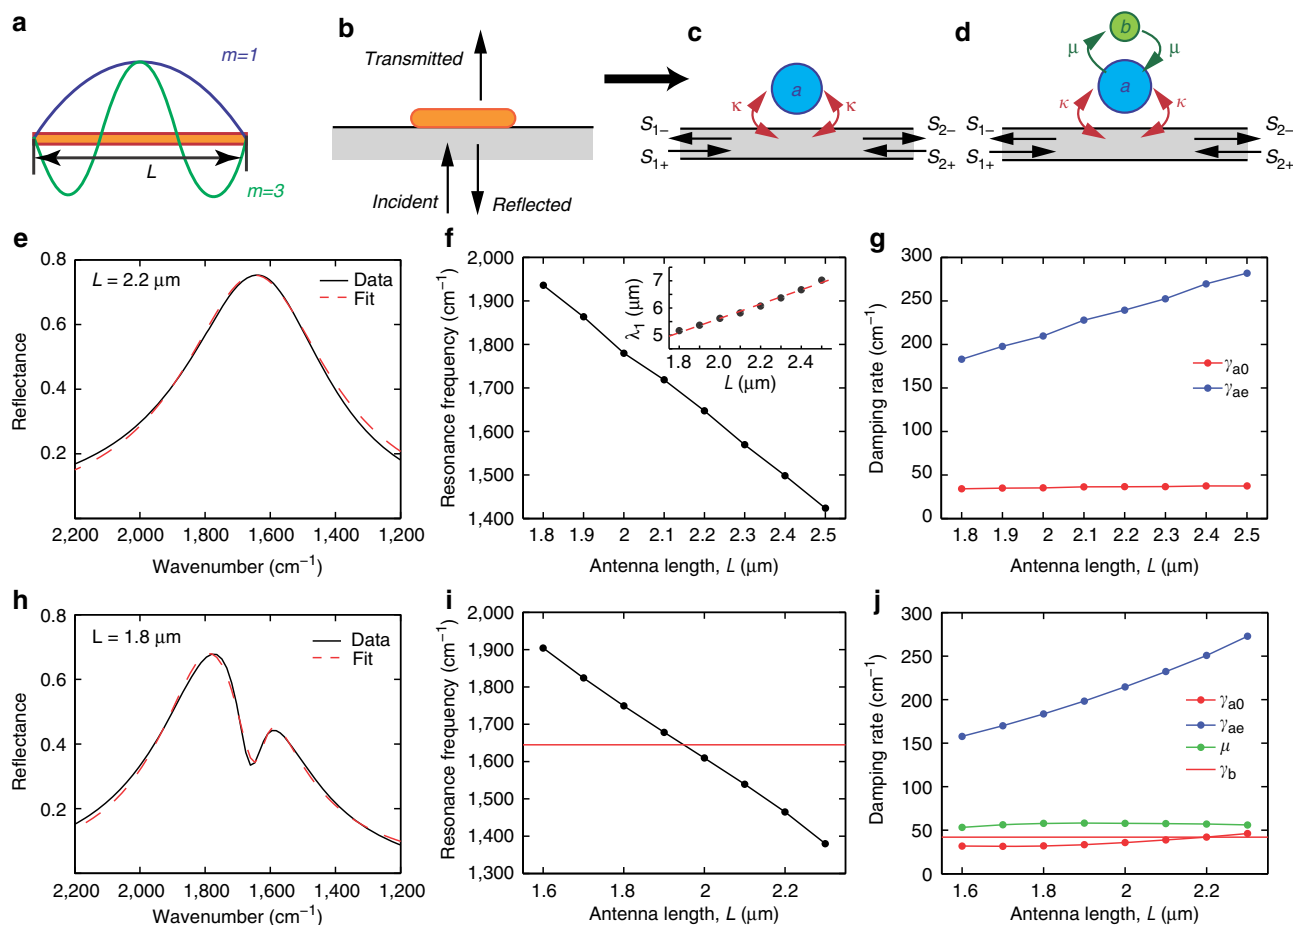 a
m=1
L
m=3
b
Transmitted
Incident
Reflected
c
a
κ
κ
S1–
S1+
S2–
S2+
d
b
μ
μ
a
κ
κ
S1–
S1+
S2–
S2+
e
L = 2.2 μm
Data
Fit
0.8
0.6
0.4
0.2
Reflectance
2,200 2,000 1,800 1,600 1,400 1,200
Wavenumber (cm−1)
f
2,000
1,900
1,800
1,700
1,600
1,500
1,400
Resonance frequency (cm−1)
7
6
5
λ1 (μm)
1.8 2.0 2.2 2.4
L (μm)
1.8 1.9 2 2.1 2.2 2.3 2.4 2.5
Antenna length, L (μm)
g
300
250
200
150
100
50
0
Damping rate (cm−1)
γa0
γae
1.8 1.9 2 2.1 2.2 2.3 2.4 2.5
Antenna length, L (μm)
h
L = 1.8 μm
Data
Fit
0.8
0.6
0.4
0.2
Reflectance
2,200 2,000 1,800 1,600 1,400 1,200
Wavenumber (cm−1)
i
2,000
1,900
1,800
1,700
1,600
1,500
1,400
1,300
Resonance frequency (cm−1)
1.6 1.8 2 2.2
Antenna length, L (μm)
j
300
250
200
150
100
50
0
Damping rate (cm−1)
γa0
γae
μ
γb
1.6 1.8 2 2.2
Antenna length, L (μm)